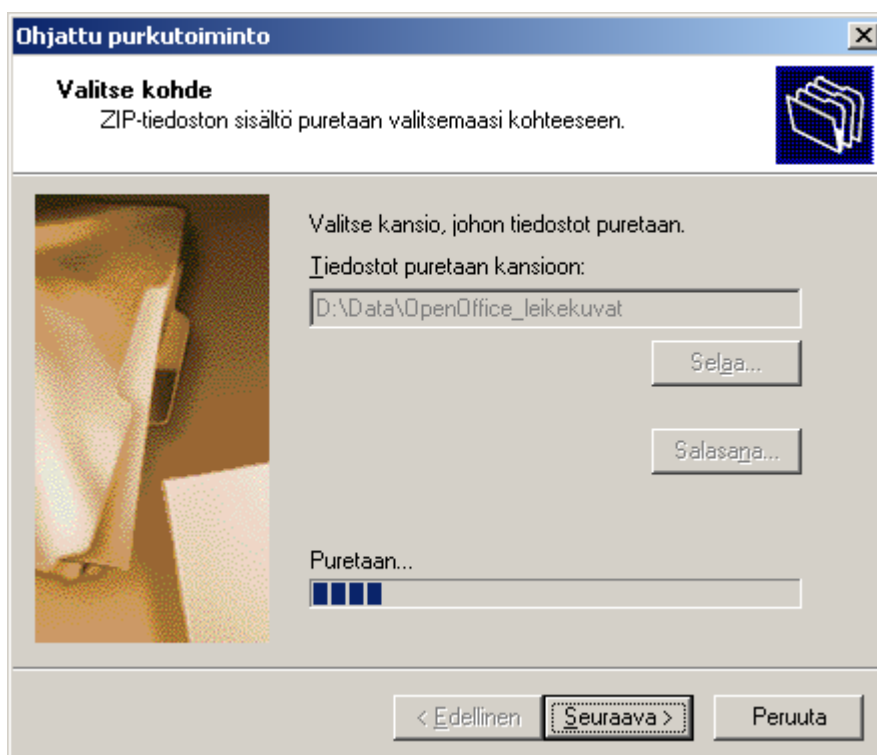 Ohjattu purkutoiminto
Valitse kohde
ZIP-tiedoston sisältö puretaan valitsemaasi kohteeseen.
Valitse kansio, johon tiedostot puretaan.
Tiedostot puretaan kansioon:
D:\Data\OpenOffice_leikekuvat
Selaa...
Salasana...
Puretaan...
< Edellinen
Seuraava >
Peruuta